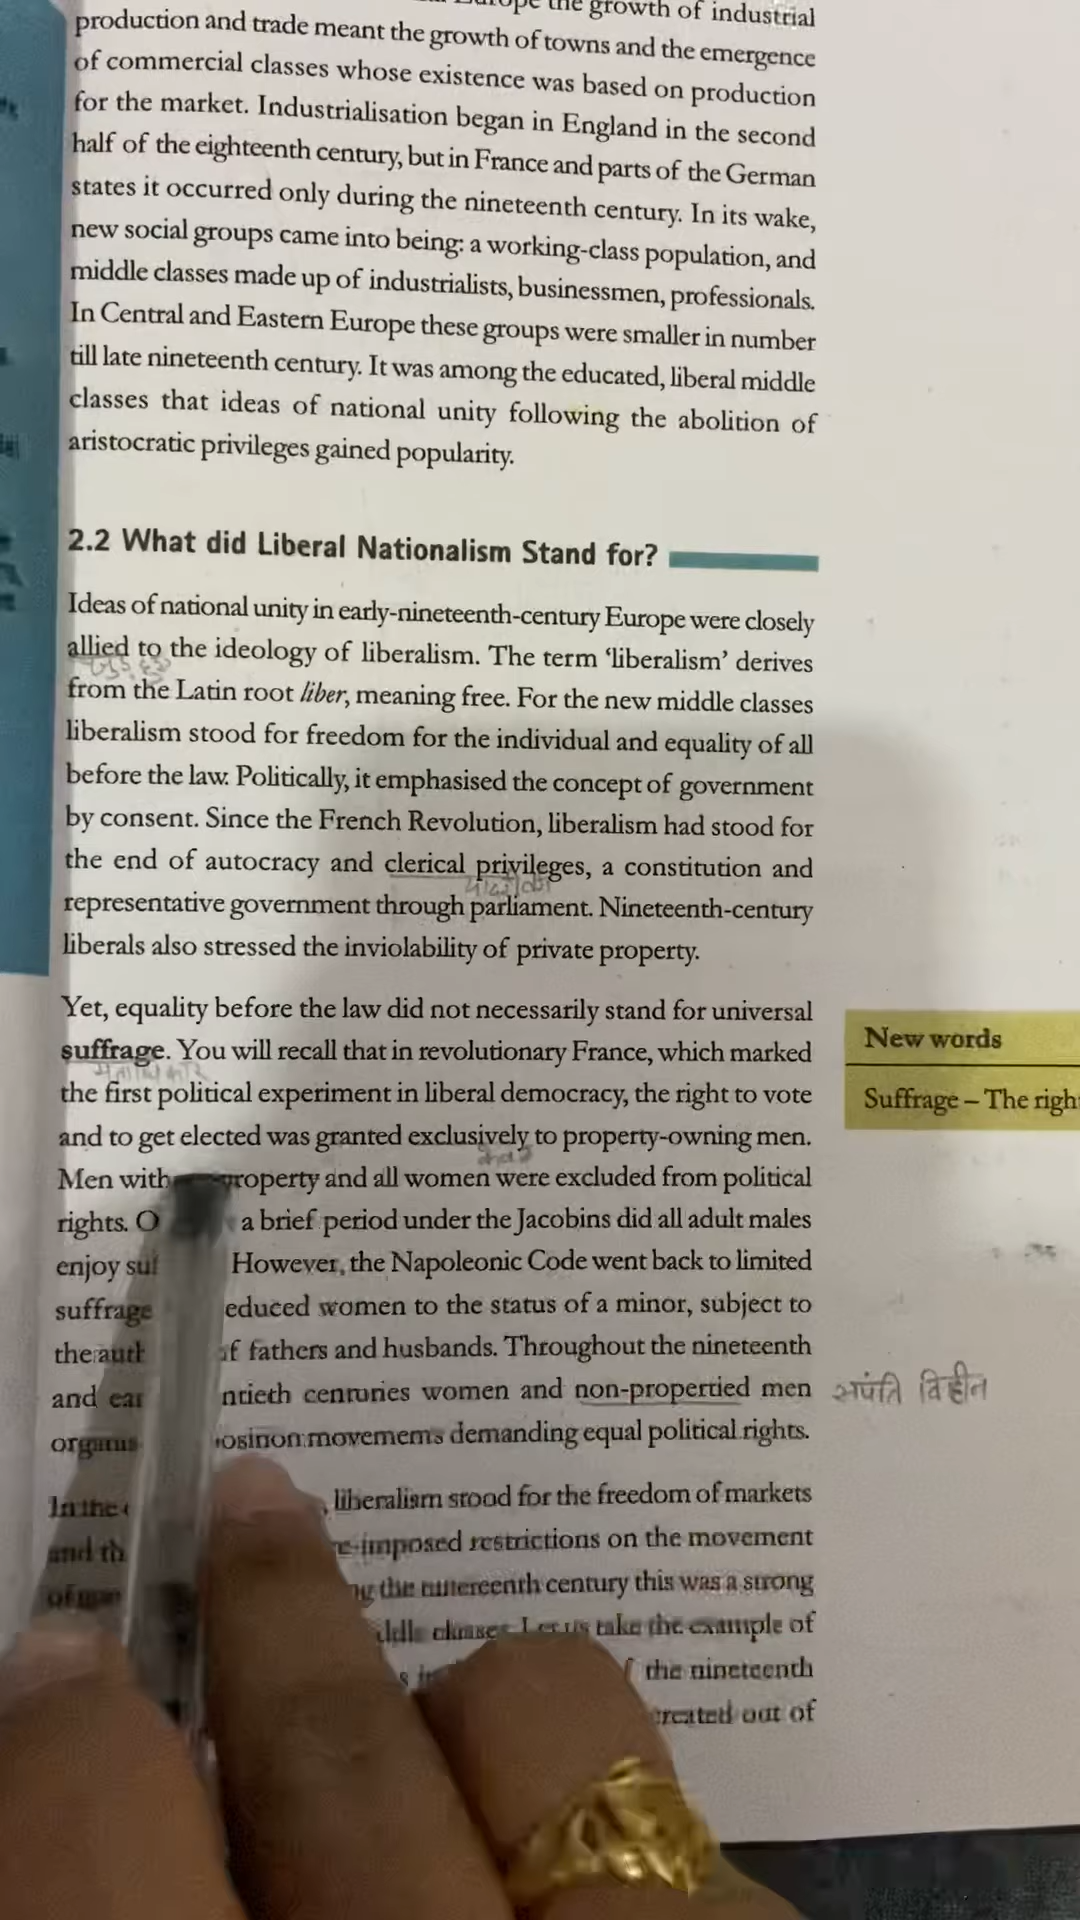 Europe the growth of industrial
production and trade meant the growth of towns and the emergence
of commercial classes whose existence was based on production
for the market. Industrialisation began in England in the second
half of the eighteenth century, but in France and parts of the German
states it occurred only during the nineteenth century. In its wake,
new social groups came into being: a working-class population, and
middle classes made up of industrialists, businessmen, professionals.
In Central and Eastern Europe these groups were smaller in number
till late nineteenth century. It was among the educated, liberal middle
classes that ideas of national unity following the abolition of
aristocratic privileges gained popularity.
2.2 What did Liberal Nationalism Stand for?
Ideas of national unity in early-nineteenth-century Europe were closely
allied to the ideology of liberalism. The term ‘liberalism’ derives
from the Latin root liber, meaning free. For the new middle classes
liberalism stood for freedom for the individual and equality of all
before the law. Politically, it emphasised the concept of government
by consent. Since the French Revolution, liberalism had stood for
the end of autocracy and clerical privileges, a constitution and
representative government through parliament. Nineteenth-century
liberals also stressed the inviolability of private property.
Yet, equality before the law did not necessarily stand for universal
suffrage. You will recall that in revolutionary France, which marked
मताधिकार
the first political experiment in liberal democracy, the right to vote
and to get elected was granted exclusively to property-owning men.
केवल
Men property and all women were excluded from political
rights. a brief period under the Jacobins did all adult males
enjoy However, the Napoleonic Code went back to limited
suffrage women to the status of a minor, subject to
the fathers and husbands. Throughout the nineteenth
and centuries women and non-propertied men संपत्ति विहीन
movements demanding equal political rights.
In the liberalism stood for the freedom of markets
and restrictions on the movement
the nineteenth century this was a strong
classes. Let us take the example of
the nineteenth
created out of
New words
Suffrage – The